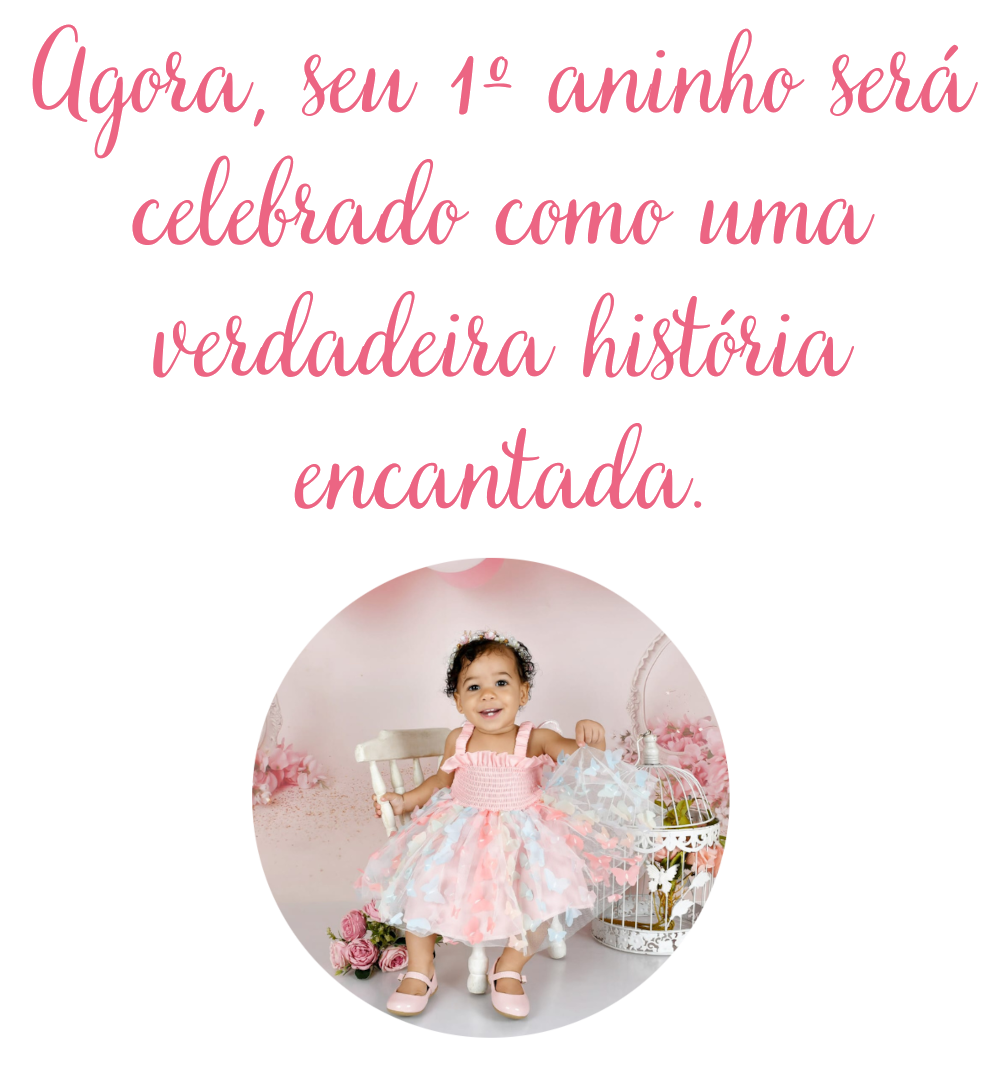 Agora, seu 1º aninho será
celebrado como uma
verdadeira história
encantada.